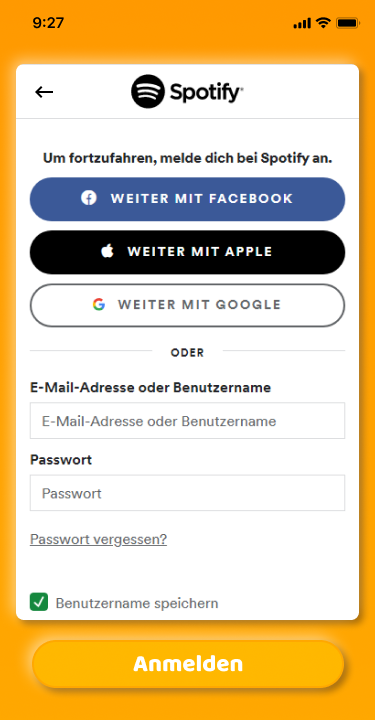 9:27
Spotify®
Um fortzufahren, melde dich bei Spotify an.
WEITER MIT FACEBOOK
WEITER MIT APPLE
WEITER MIT GOOGLE
ODER
E-Mail-Adresse oder Benutzername
E-Mail-Adresse oder Benutzername
Passwort
Passwort
Passwort vergessen?
Benutzername speichern
Anmelden